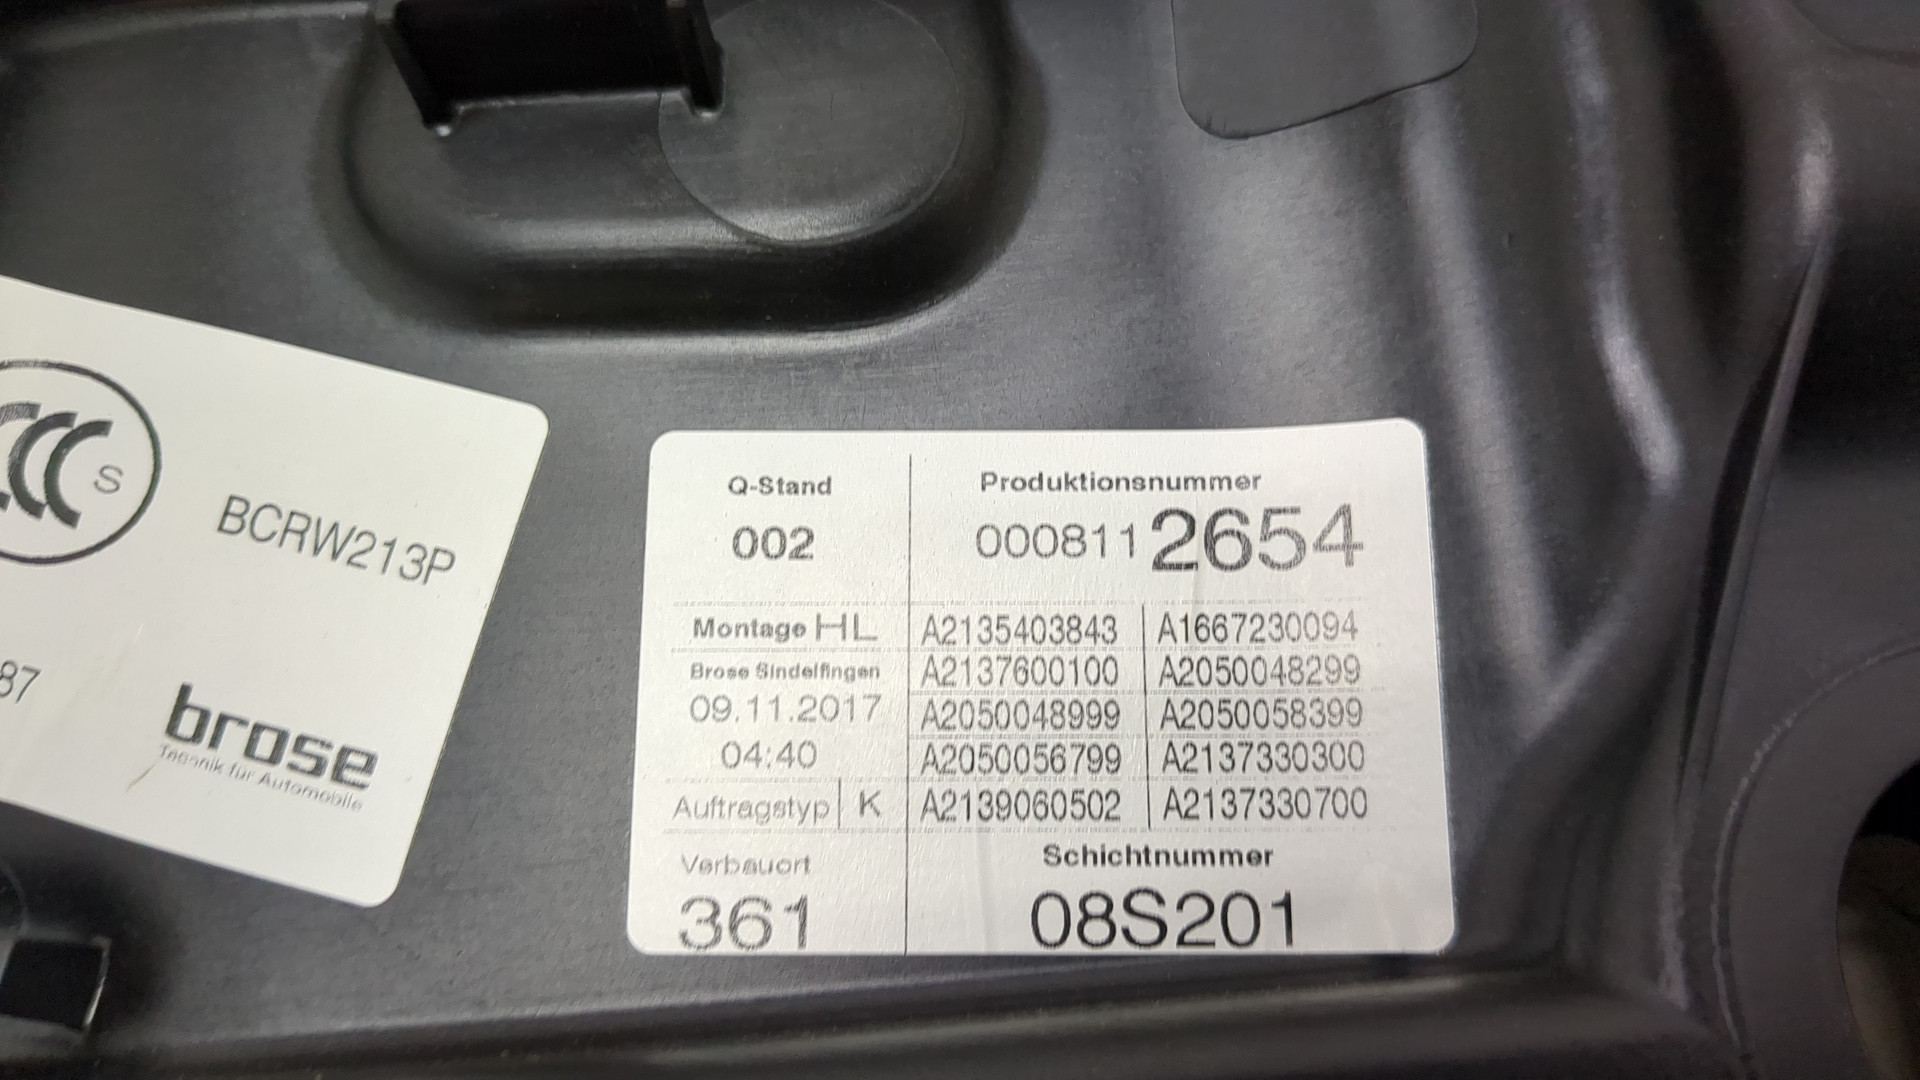 CCC S
BCRW213P
87
brose
Technik für Automobile
Q-Stand
002
Produktionsnummer
0008112654
Montage HL
Brose Sindelfingen
09.11.2017
04:40
Auftragstyp K
A2135403843 A1667230094
A2137600100 A2050048299
A2050048999 A2050058399
A2050056799 A2137330300
A2139060502 A2137330700
Verbauort
361
Schichtnummer
08S201